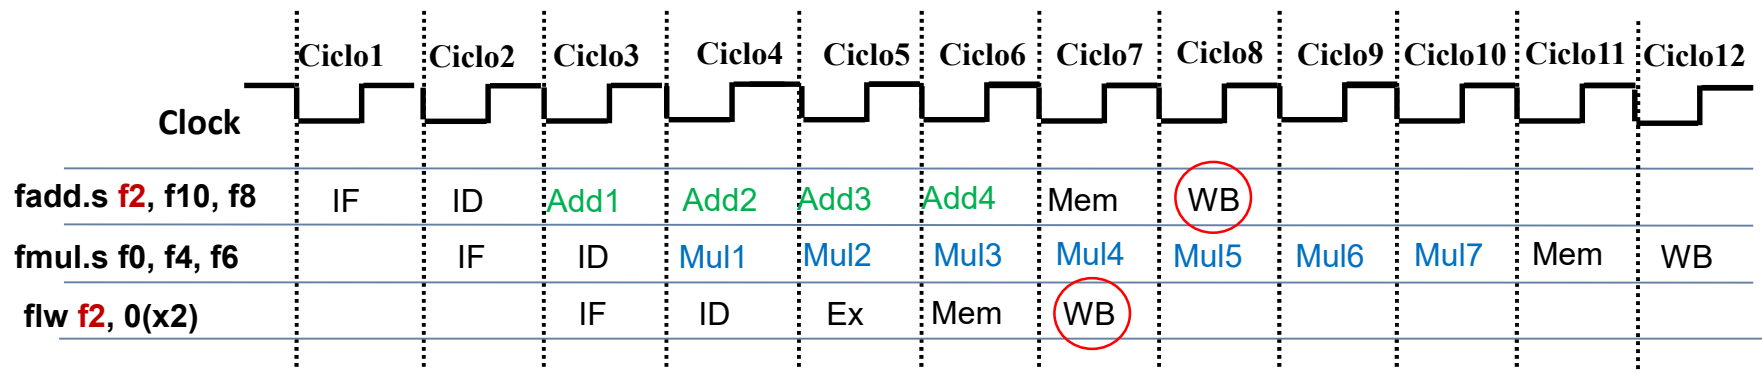 Ciclo1 Ciclo2 Ciclo3 Ciclo4 Ciclo5 Ciclo6 Ciclo7 Ciclo8 Ciclo9 Ciclo10 Ciclo11 Ciclo12
Clock
fadd.s f2, f10, f8 IF ID Add1 Add2 Add3 Add4 Mem WB
fmul.s f0, f4, f6 IF ID Mul1 Mul2 Mul3 Mul4 Mul5 Mul6 Mul7 Mem WB
flw f2, 0(x2) IF ID Ex Mem WB